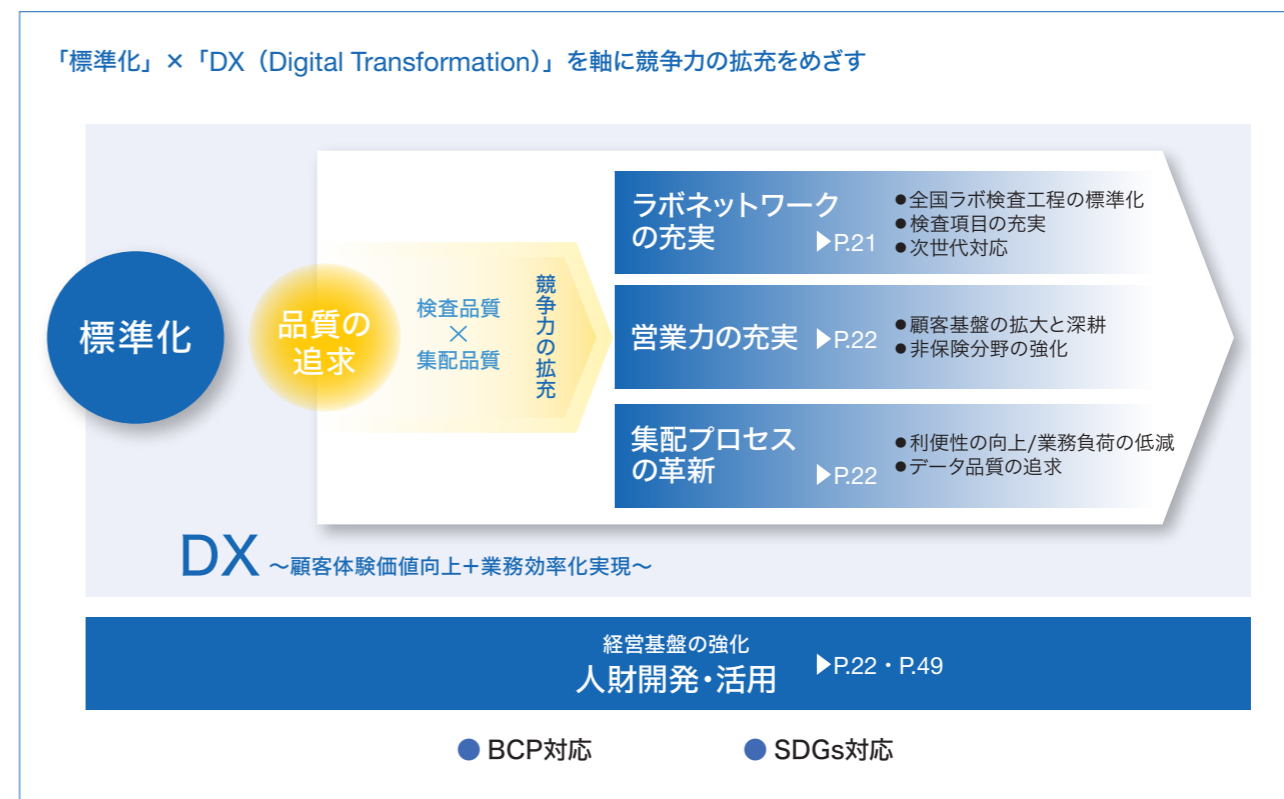 「標準化」×「DX（Digital Transformation）」を軸に競争力の拡充をめざす
標準化
品質の
追求
検査品質
×
集配品質
競争力の拡充
ラボネットワーク
の充実 ▶P.21
●全国ラボ検査工程の標準化
●検査項目の充実
●次世代対応
営業力の充実 ▶P.22
●顧客基盤の拡大と深耕
●非保険分野の強化
集配プロセス
の革新 ▶P.22
●利便性の向上/業務負荷の低減
●データ品質の追求
DX ～顧客体験価値向上＋業務効率化実現～
経営基盤の強化
人財開発・活用 ▶P.22・P.49
●BCP対応 ●SDGs対応